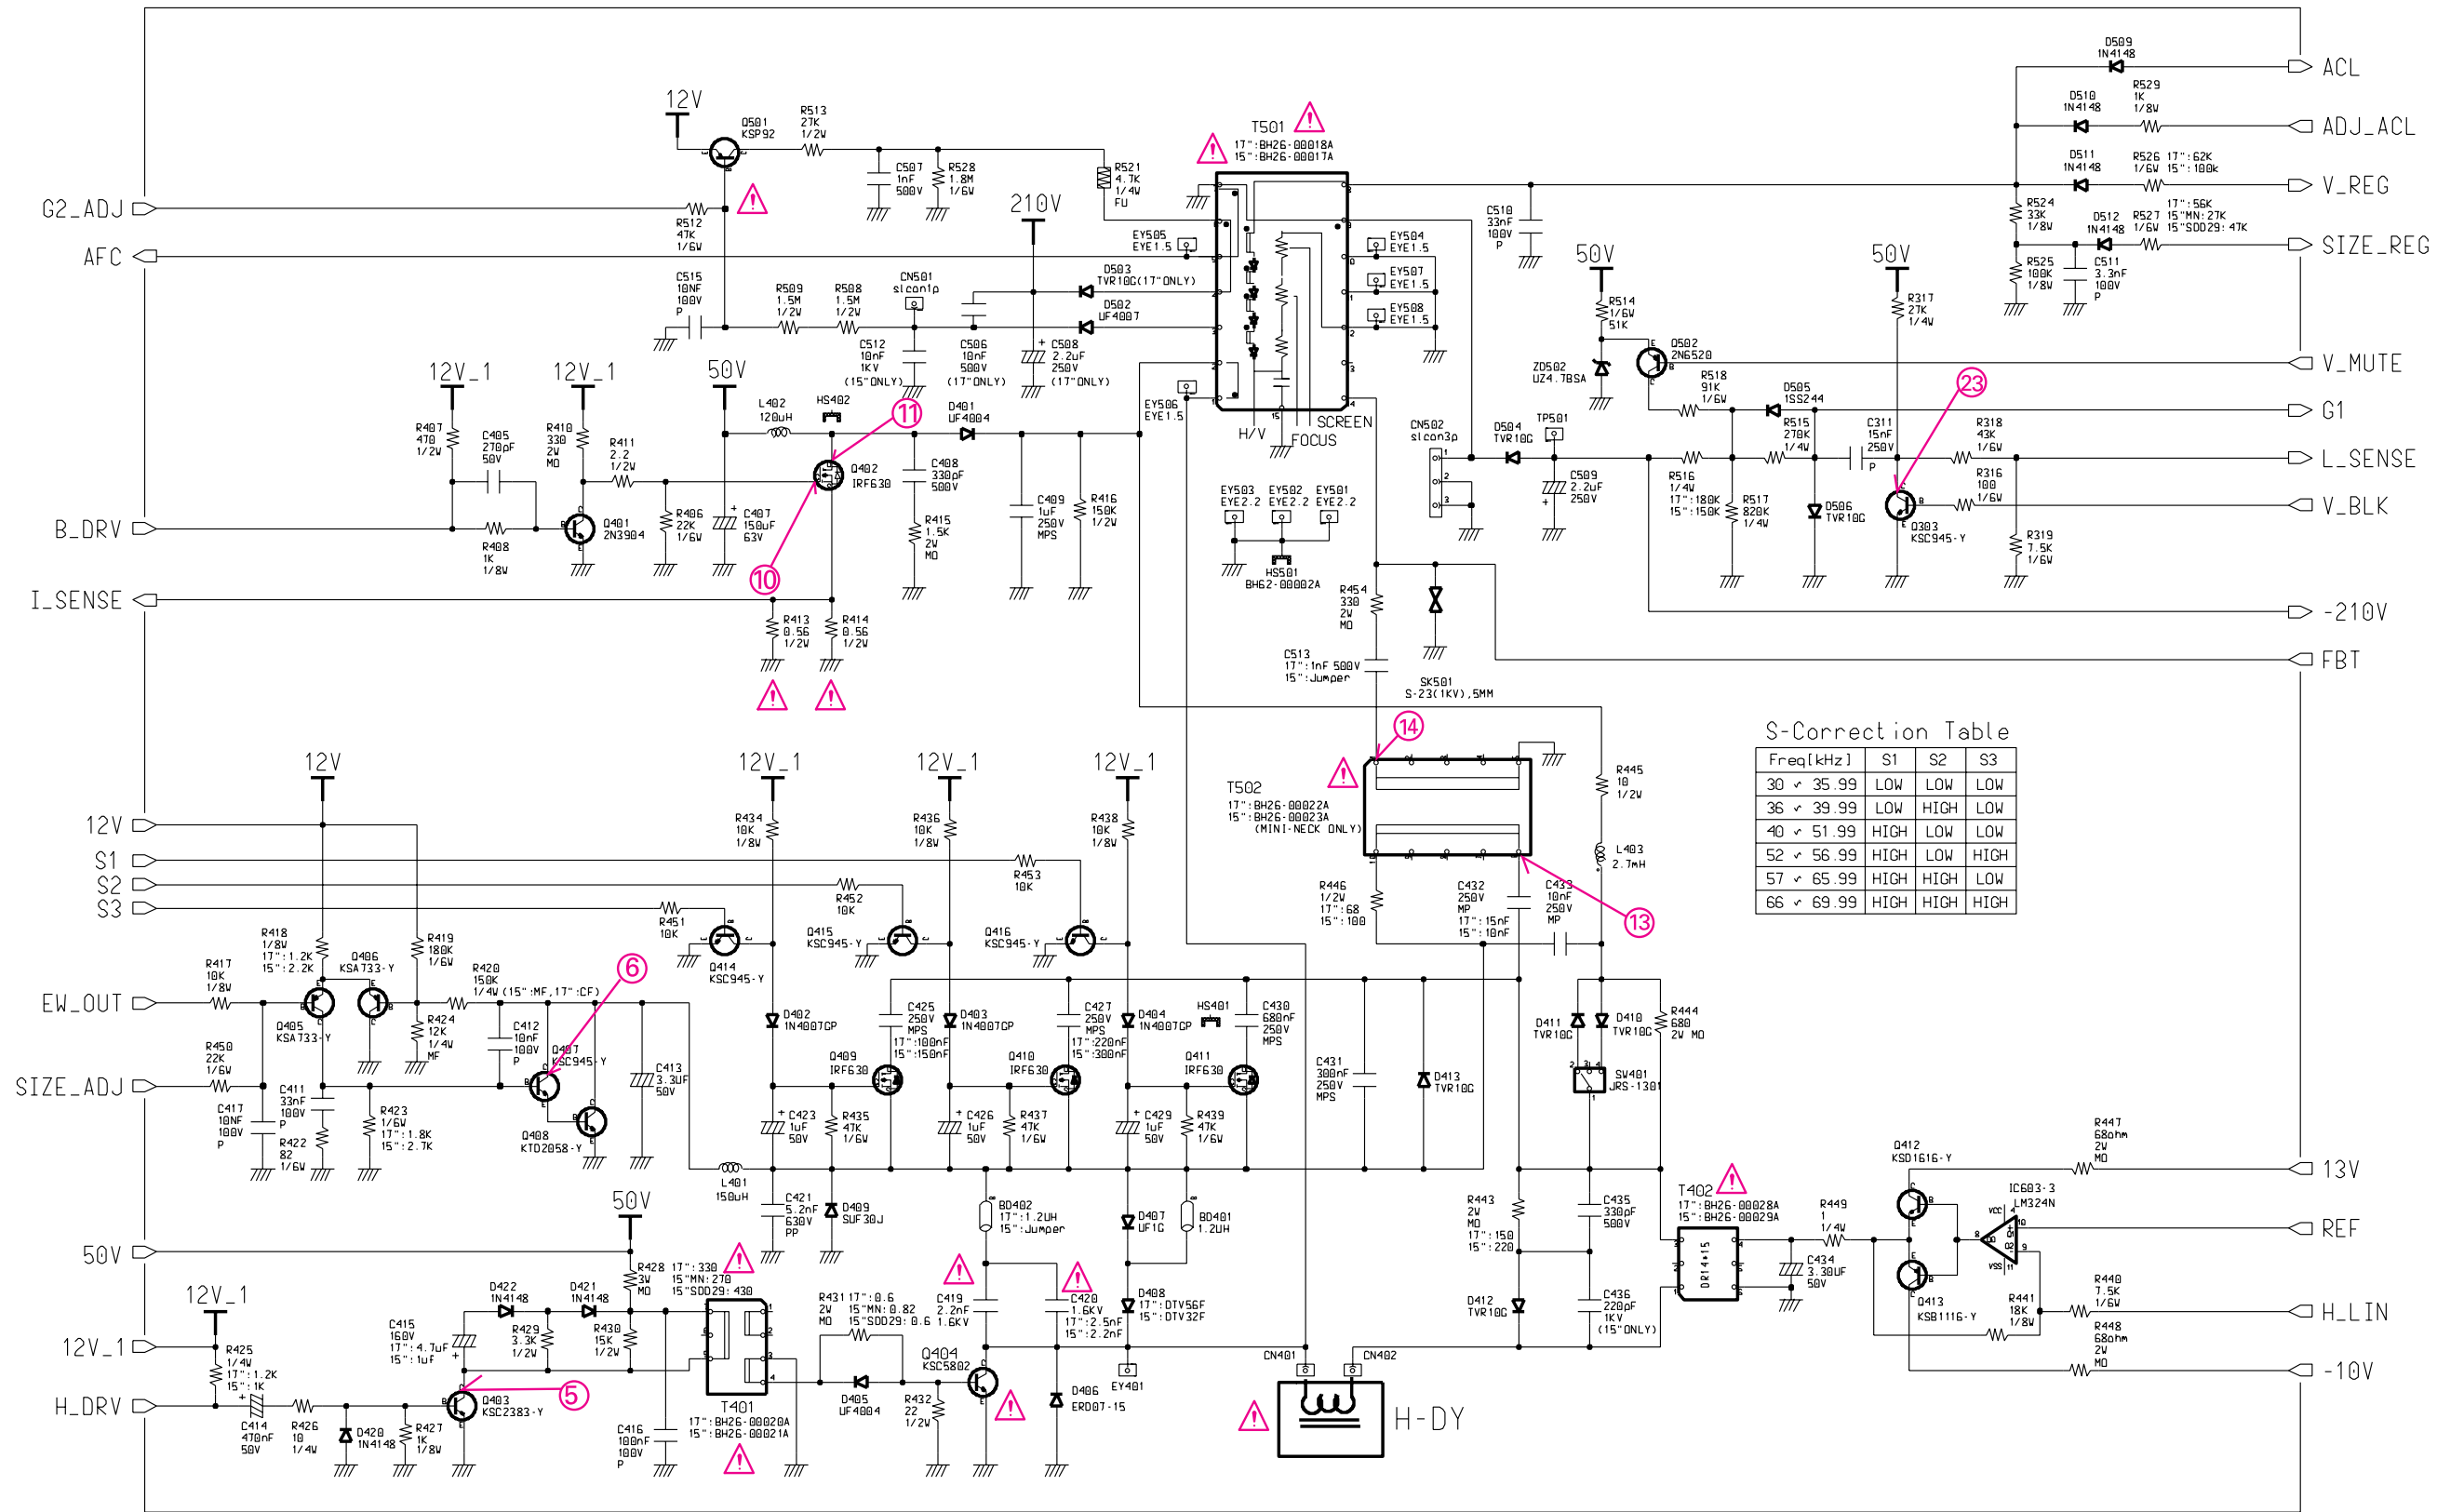 D509
1N4148
ACL
D510
1N4148
R529
1K
1/8W
ADJ_ACL
D511
1N4148
R526 17":62K
1/6W 15":100k
V_REG
R524
33K
1/8W
D512
1N4148
R527
1/6W
17":56K
15"MN:27K
15"SDD29:47K
SIZE_REG
R525
100K
1/8W
C511
3.3nF
100V
P
12V
Q501
KSP92
R513
27K
1/2W
C507
1nF
500V
R528
1.8M
1/6W
R521
4.7K
1/4W
FU
T501
17":BH26-00018A
15":BH26-00017A
G2_ADJ
R512
47K
1/6W
210V
AFC
EY505
EYE1.5
EY504
EYE1.5
EY507
EYE1.5
EY508
EYE1.5
C510
33nF
100V
P
C515
10NF
100V
P
R509
1.5M
1/2W
R508
1.5M
1/2W
CN501
slcon1p
D503
TVR10G(17"ONLY)
D502
UF4007
C512
10nF
1KV
(15"ONLY)
C506
10nF
500V
(17"ONLY)
C508
2.2uF
250V
(17"ONLY)
EY506
EYE1.5
H/V
FOCUS
SCREEN
50V
R514
1/6W
51K
Q502
2N6520
ZD502
UZ4.7BSA
50V
R317
27K
1/4W
V_MUTE
R518
91K
1/6W
D505
1SS244
G1
23
R515
270K
1/4W
C311
15nF
250V
P
R318
43K
1/6W
L_SENSE
R316
100
1/6W
V_BLK
Q303
KSC945-Y
R319
7.5K
1/6W
CN502
slcon3p
D504
TVR10G
TP501
C509
2.2uF
250V
R516
1/4W
17":180K
15":150K
R517
820K
1/4W
D506
TVR10G
-210V
FBT
12V_1
12V_1
50V
R407
470
1/2W
C405
270pF
50V
R410
330
2W
MO
R411
2.2
1/2W
L402
120uH
HS402
11
D401
UF4004
Q402
IRF630
C408
330pF
500V
C409
1uF
250V
MPS
R416
150K
1/2W
B_DRV
R408
1K
1/8W
Q401
2N3904
R406
22K
1/6W
C407
150uF
63V
R415
1.5K
2W
MO
10
I_SENSE
R413
0.56
1/2W
R414
0.56
1/2W
EY503
EYE2.2
EY502
EYE2.2
EY501
EYE2.2
HS501
BH62-00002A
R454
330
2W
MO
C513
17":1nF 500V
15":Jumper
SK501
S-23(1KV),5MM
14
S-Correction Table
Freq[kHz] S1 S2 S3
30 ~ 35.99 LOW LOW LOW
36 ~ 39.99 LOW HIGH LOW
40 ~ 51.99 HIGH LOW LOW
52 ~ 56.99 HIGH LOW HIGH
57 ~ 65.99 HIGH HIGH LOW
66 ~ 69.99 HIGH HIGH HIGH
T502
17":BH26-00022A
15":BH26-00023A
(MINI-NECK ONLY)
R445
10
1/2W
L403
2.7mH
R446
1/2W
17":68
15":100
C432
250V
MP
17":15nF
15":10nF
C433
10nF
250V
MP
13
12V
12V_1
12V_1
12V_1
12V
S1
S2
S3
R434
10K
1/8W
R436
10K
1/8W
R438
10K
1/8W
R453
10K
R452
10K
R451
10K
Q414
KSC945-Y
Q415
KSC945-Y
Q416
KSC945-Y
R418
1/8W
17":1.2K
15":2.2K
Q406
KSA733-Y
R419
180K
1/6W
R417
10K
1/8W
R420
150K
1/4W(15":MF,17":CF)
6
EW_OUT
Q405
KSA733-Y
R424
12K
1/4W
MF
C412
10nF
100V
P
Q407
KSC945-Y
R450
22K
1/6W
SIZE_ADJ
C411
33nF
100V
P
C417
10NF
100V
P
R422
82
1/6W
R423
1/6W
17":1.8K
15":2.7K
Q408
KTD2058-Y
C413
3.3UF
50V
D402
1N4007GP
C425
250V
MPS
17":100nF
15":150nF
Q409
IRF630
D403
1N4007GP
C427
250V
MPS
17":220nF
15":300nF
Q410
IRF630
D404
1N4007GP
HS401
C430
680nF
250V
MPS
Q411
IRF630
C431
300nF
250V
MPS
D413
TVR10G
C423
1uF
50V
R435
47K
1/6W
C426
1uF
50V
R437
47K
1/6W
C429
1uF
50V
R439
47K
1/6W
D411
TVR10G
D410
TVR10G
R444
680
2W MO
SW401
JRS-1301
L401
150uH
C421
5.2nF
630V
PP
D409
SUF30J
BD402
17":1.2UH
15":Jumper
D407
UF1G
BD401
1.2UH
R443
2W
MO
17":150
15":220
C435
330pF
500V
T402
17":BH26-00028A
15":BH26-00029A
DR14*15
R449
1
1/4W
C434
3.30UF
50V
Q412
KSD1616-Y
R447
68ohm
2W
MO
13V
IC603-3
LM324N
VCC
VSS
REF
Q413
KSB1116-Y
R441
18K
1/8W
R440
7.5K
1/6W
H_LIN
R448
68ohm
2W
MO
-10V
50V
50V
R428
3W
MO
17":330
15"MN:270
15"SDD29:430
12V_1
D422
1N4148
D421
1N4148
C415
160V
17":4.7uF
15":1uF
R429
3.3K
1/2W
R430
15K
1/2W
12V_1
R425
1/4W
17":1.2K
15":1K
H_DRV
C414
470nF
50V
R426
10
1/4W
D420
1N4148
R427
1K
1/8W
Q403
KSC2383-Y
5
C416
100nF
100V
P
T401
17":BH26-00020A
15":BH26-00021A
R431 17":0.6
2W 15"MN:0.82
MO 15"SDD29:0.6
D405
UF4004
R432
22
1/2W
Q404
KSC5802
C419
2.2nF
1.6KV
C420
1.6KV
17":2.5nF
15":2.2nF
D408
17":DTV56F
15":DTV32F
D406
ERD07-15
EY401
D412
TVR10G
C436
220pF
1KV
(15"ONLY)
CN401
CN402
H-DY